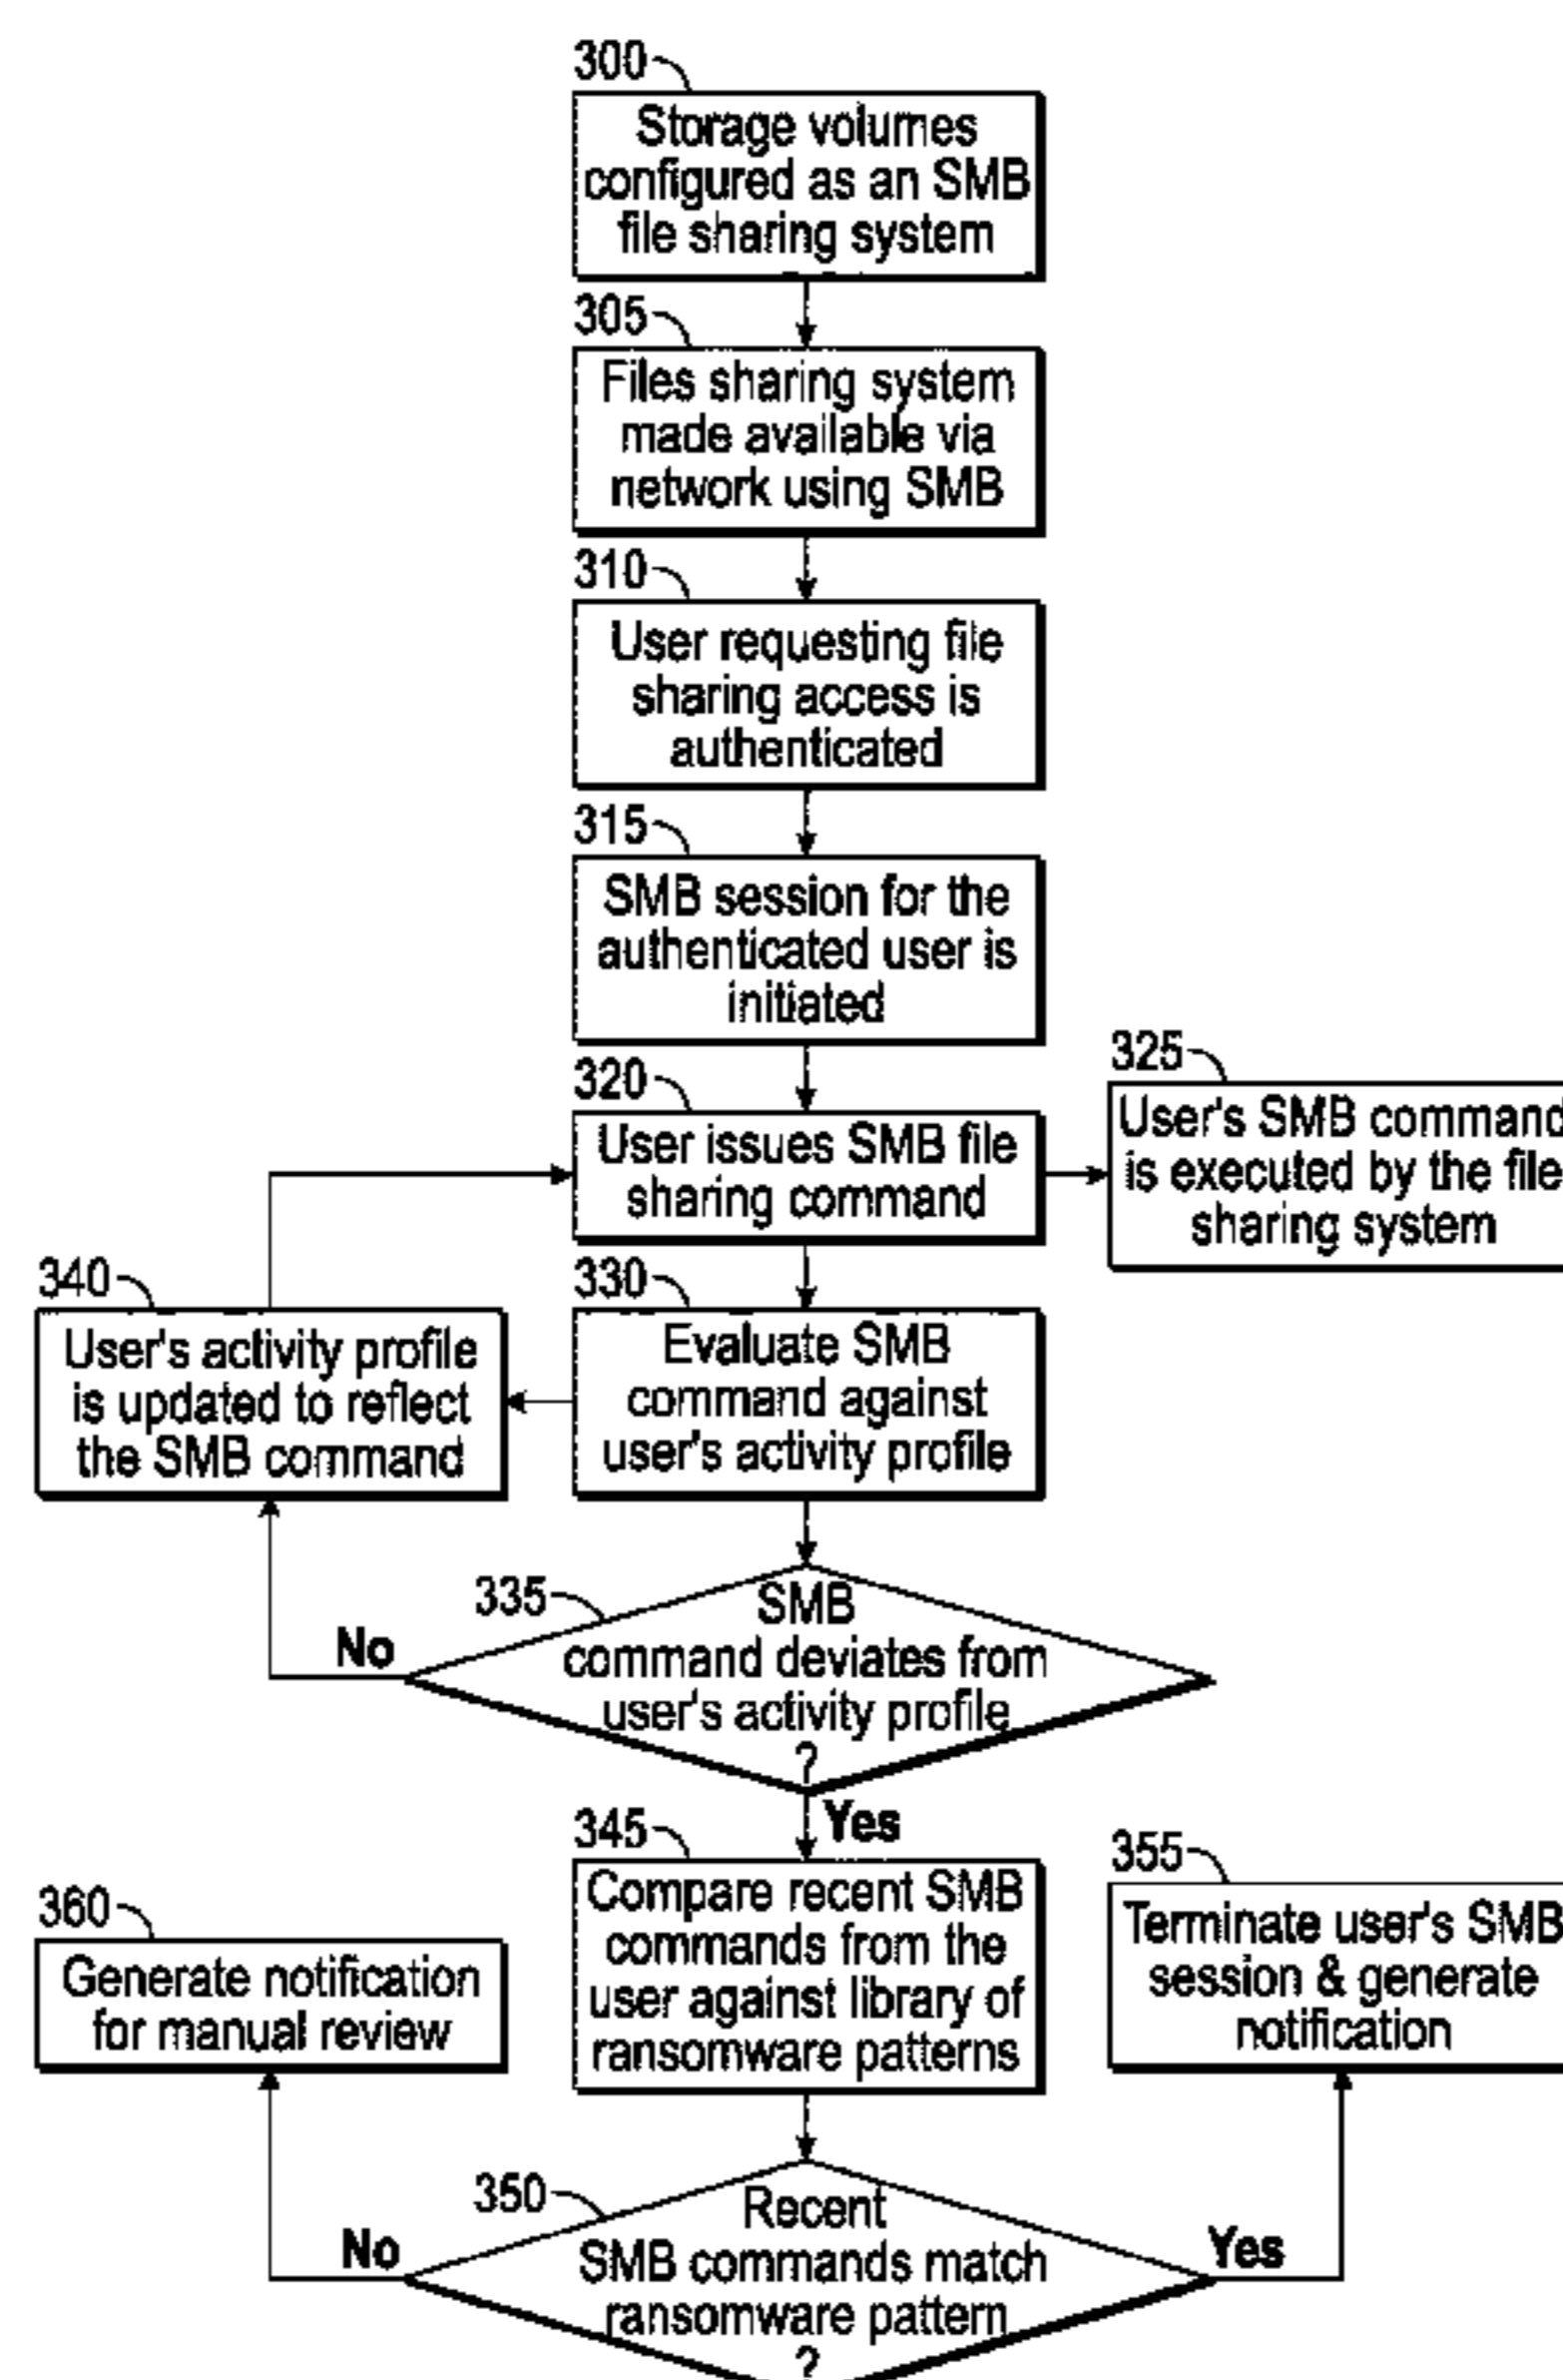 300
Storage volumes
configured as an SMB
file sharing system
305
Files sharing system
made available via
network using SMB
310
User requesting file
sharing access is
authenticated
315
SMB session for the
authenticated user is
initiated
320
User issues SMB file
sharing command
325
User's SMB command
is executed by the file
sharing system
330
Evaluate SMB
command against
user's activity profile
340
User's activity profile
is updated to reflect
the SMB command
335
SMB
command deviates from
user's activity profile
?
No
Yes
345
Compare recent SMB
commands from the
user against library of
ransomware patterns
355
Terminate user's SMB
session & generate
notification
360
Generate notification
for manual review
350
Recent
SMB commands match
ransomware pattern
?
No
Yes